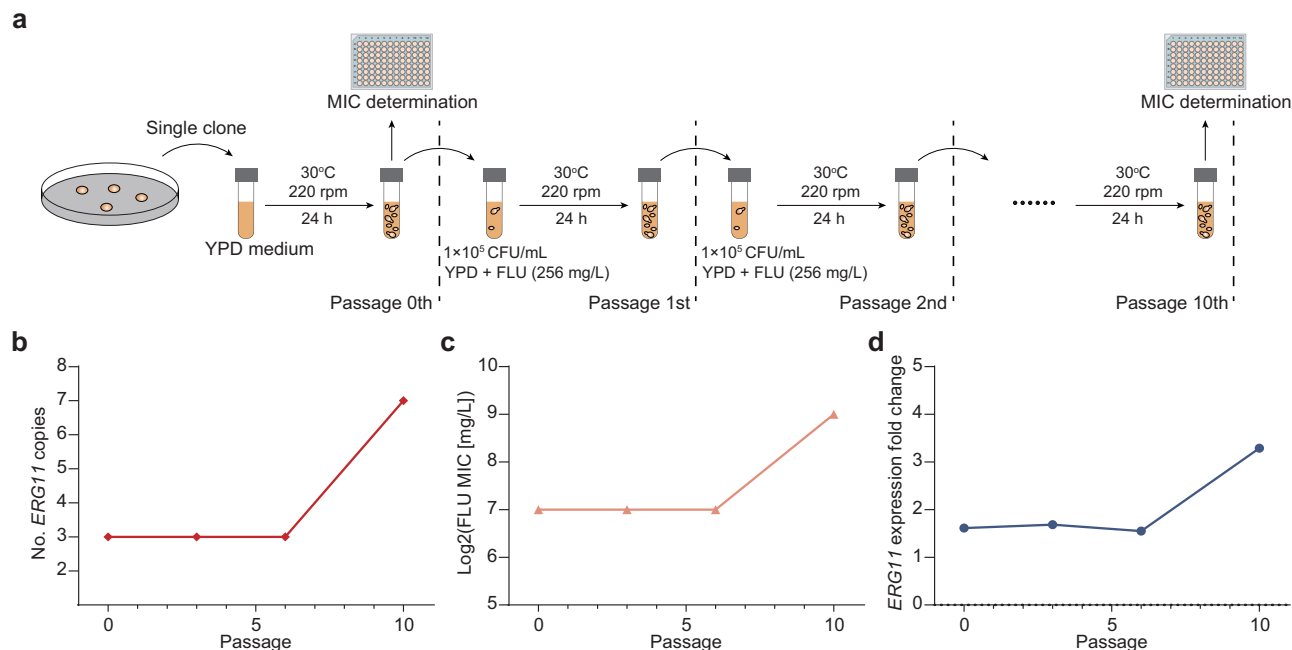 a
MIC determination
MIC determination
Single clone
30°C
220 rpm
24 h
30°C
220 rpm
24 h
30°C
220 rpm
24 h
30°C
220 rpm
24 h
YPD medium
1×10⁵ CFU/mL
YPD + FLU (256 mg/L)
1×10⁵ CFU/mL
YPD + FLU (256 mg/L)
Passage 0th
Passage 1st
Passage 2nd
Passage 10th
b
No. ERG11 copies
8
7
6
5
4
3
2
0
5
10
Passage
c
Log2(FLU MIC [mg/L])
10
9
8
7
6
5
0
5
10
Passage
d
ERG11 expression fold change
5
4
3
2
1
0
0
5
10
Passage